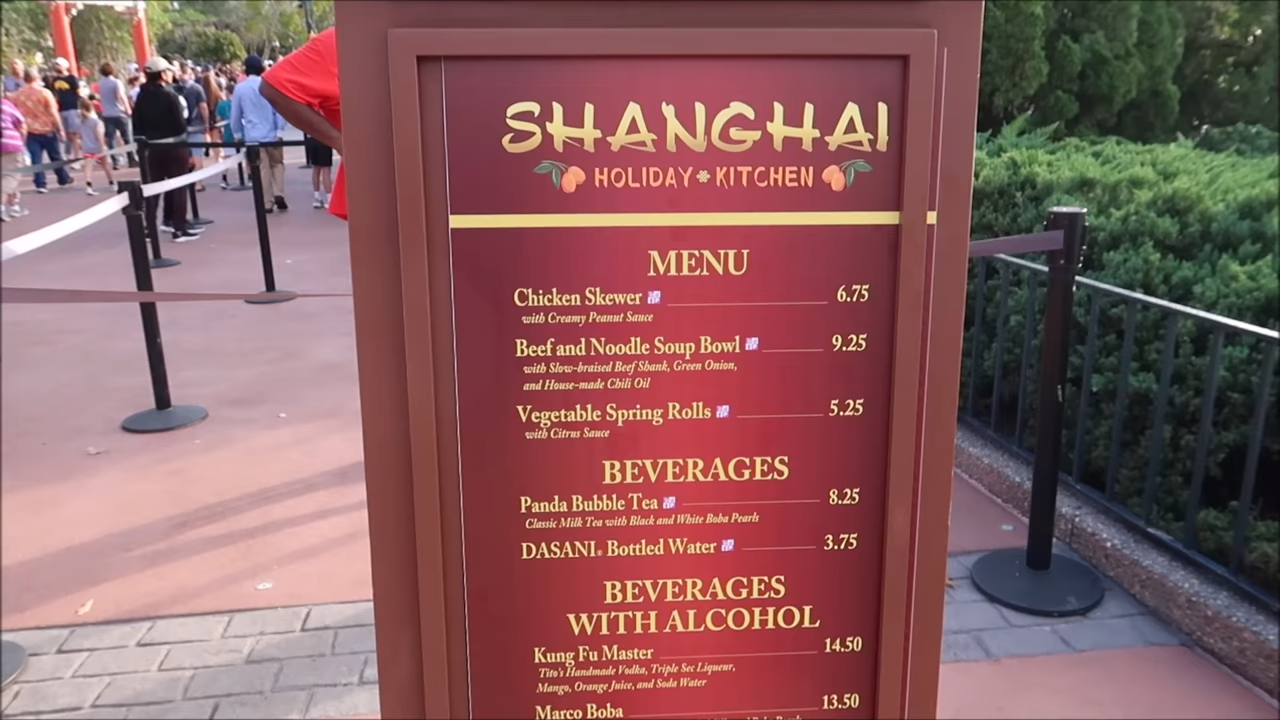 SHANGHAI
HOLIDAY KITCHEN
MENU
Chicken Skewer 6.75
with Creamy Peanut Sauce
Beef and Noodle Soup Bowl 9.25
with Slow-braised Beef Shank, Green Onion,
and House-made Chili Oil
Vegetable Spring Rolls 5.25
with Citrus Sauce
BEVERAGES
Panda Bubble Tea 8.25
Classic Milk Tea with Black and White Boba Pearls
DASANI® Bottled Water 3.75
BEVERAGES
WITH ALCOHOL
Kung Fu Master 14.50
Tito's Handmade Vodka, Triple Sec Liqueur,
Mango, Orange Juice, and Soda Water
Marco Boba 13.50